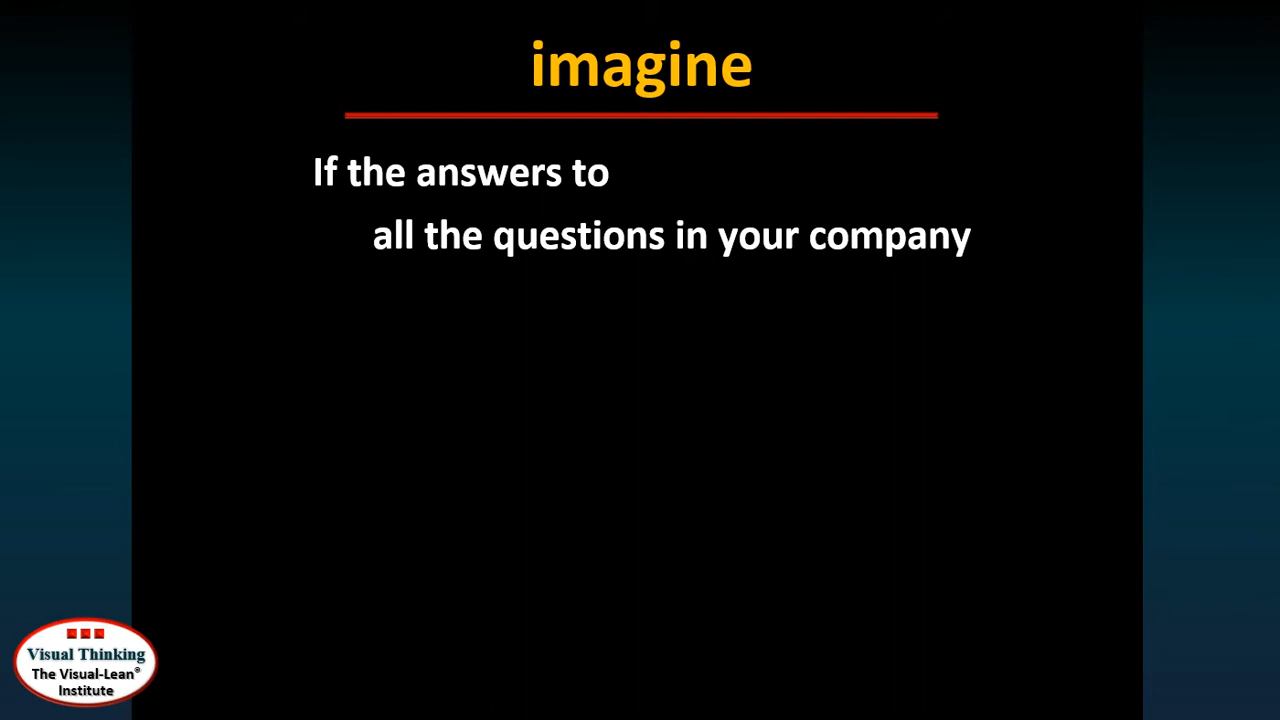 imagine
If the answers to
all the questions in your company
Visual Thinking
The Visual-Lean®
Institute